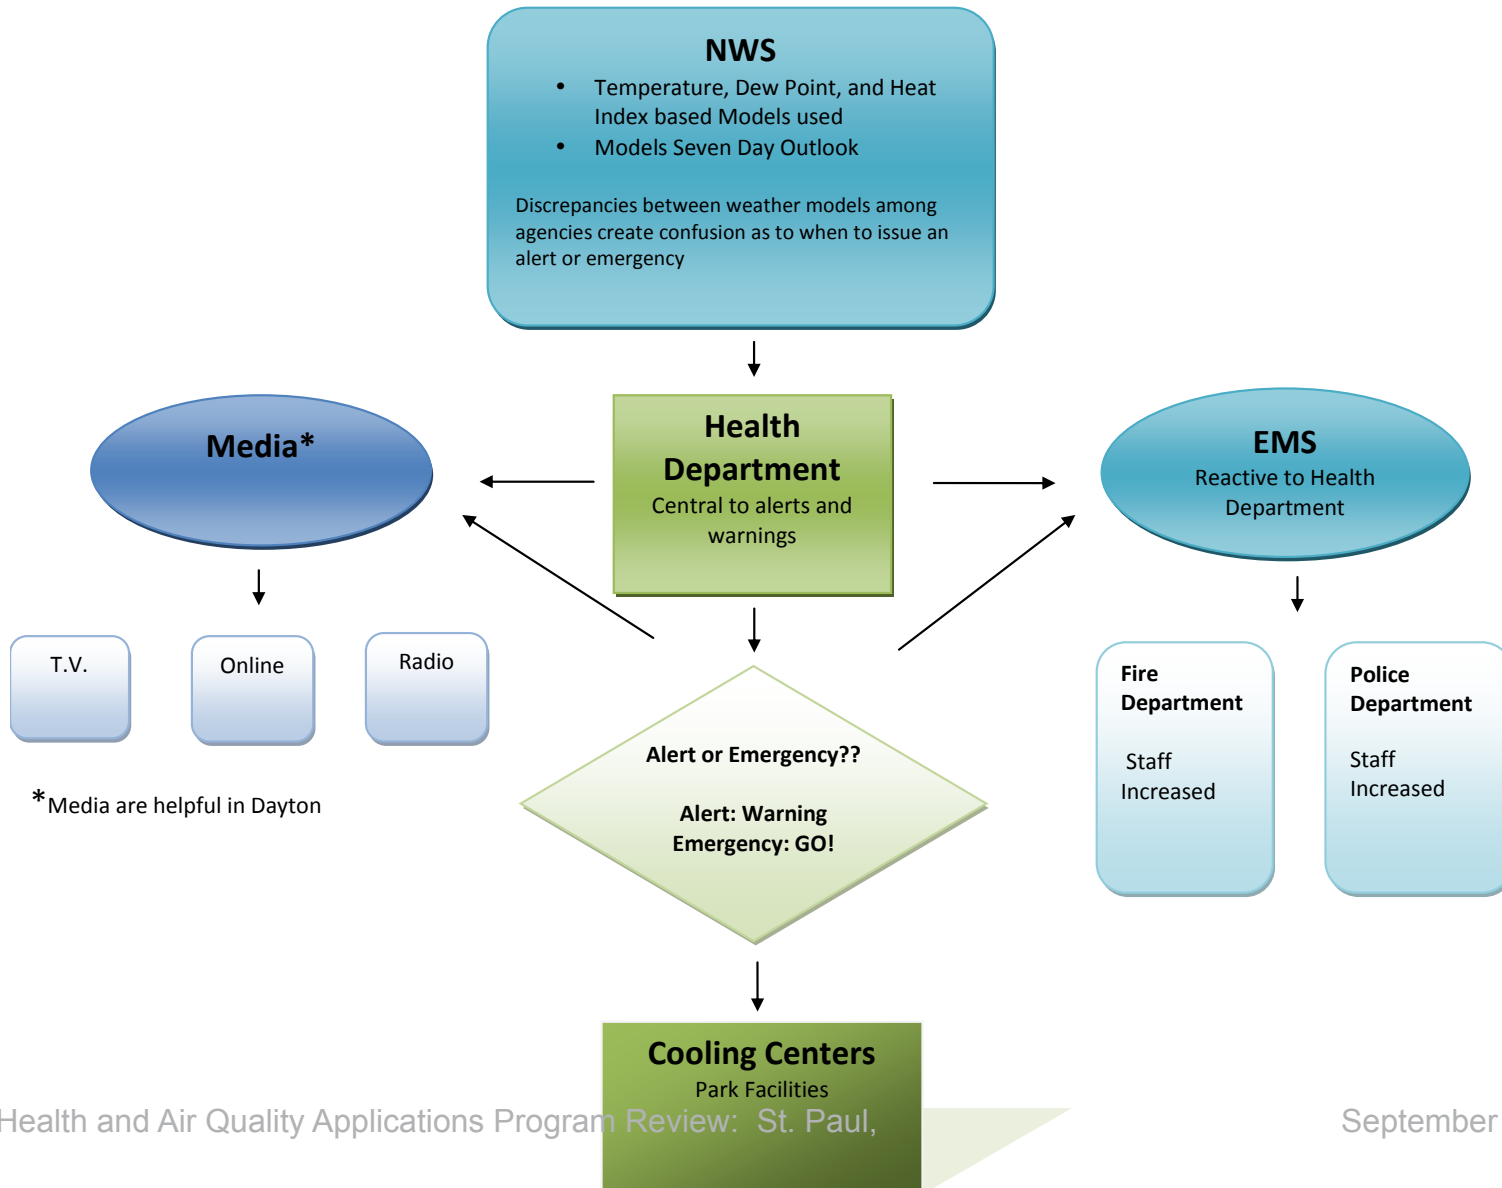 NWS
• Temperature, Dew Point, and Heat
Index based Models used
• Models Seven Day Outlook
Discrepancies between weather models among
agencies create confusion as to when to issue an
alert or emergency
Media*
Health
Department
Central to alerts and
warnings
EMS
Reactive to Health
Department
T.V.
Online
Radio
*Media are helpful in Dayton
Alert or Emergency??
Alert: Warning
Emergency: GO!
Fire
Department
Staff
Increased
Police
Department
Staff
Increased
Cooling Centers
Park Facilities
Health and Air Quality Applications Program Review: St. Paul,
September